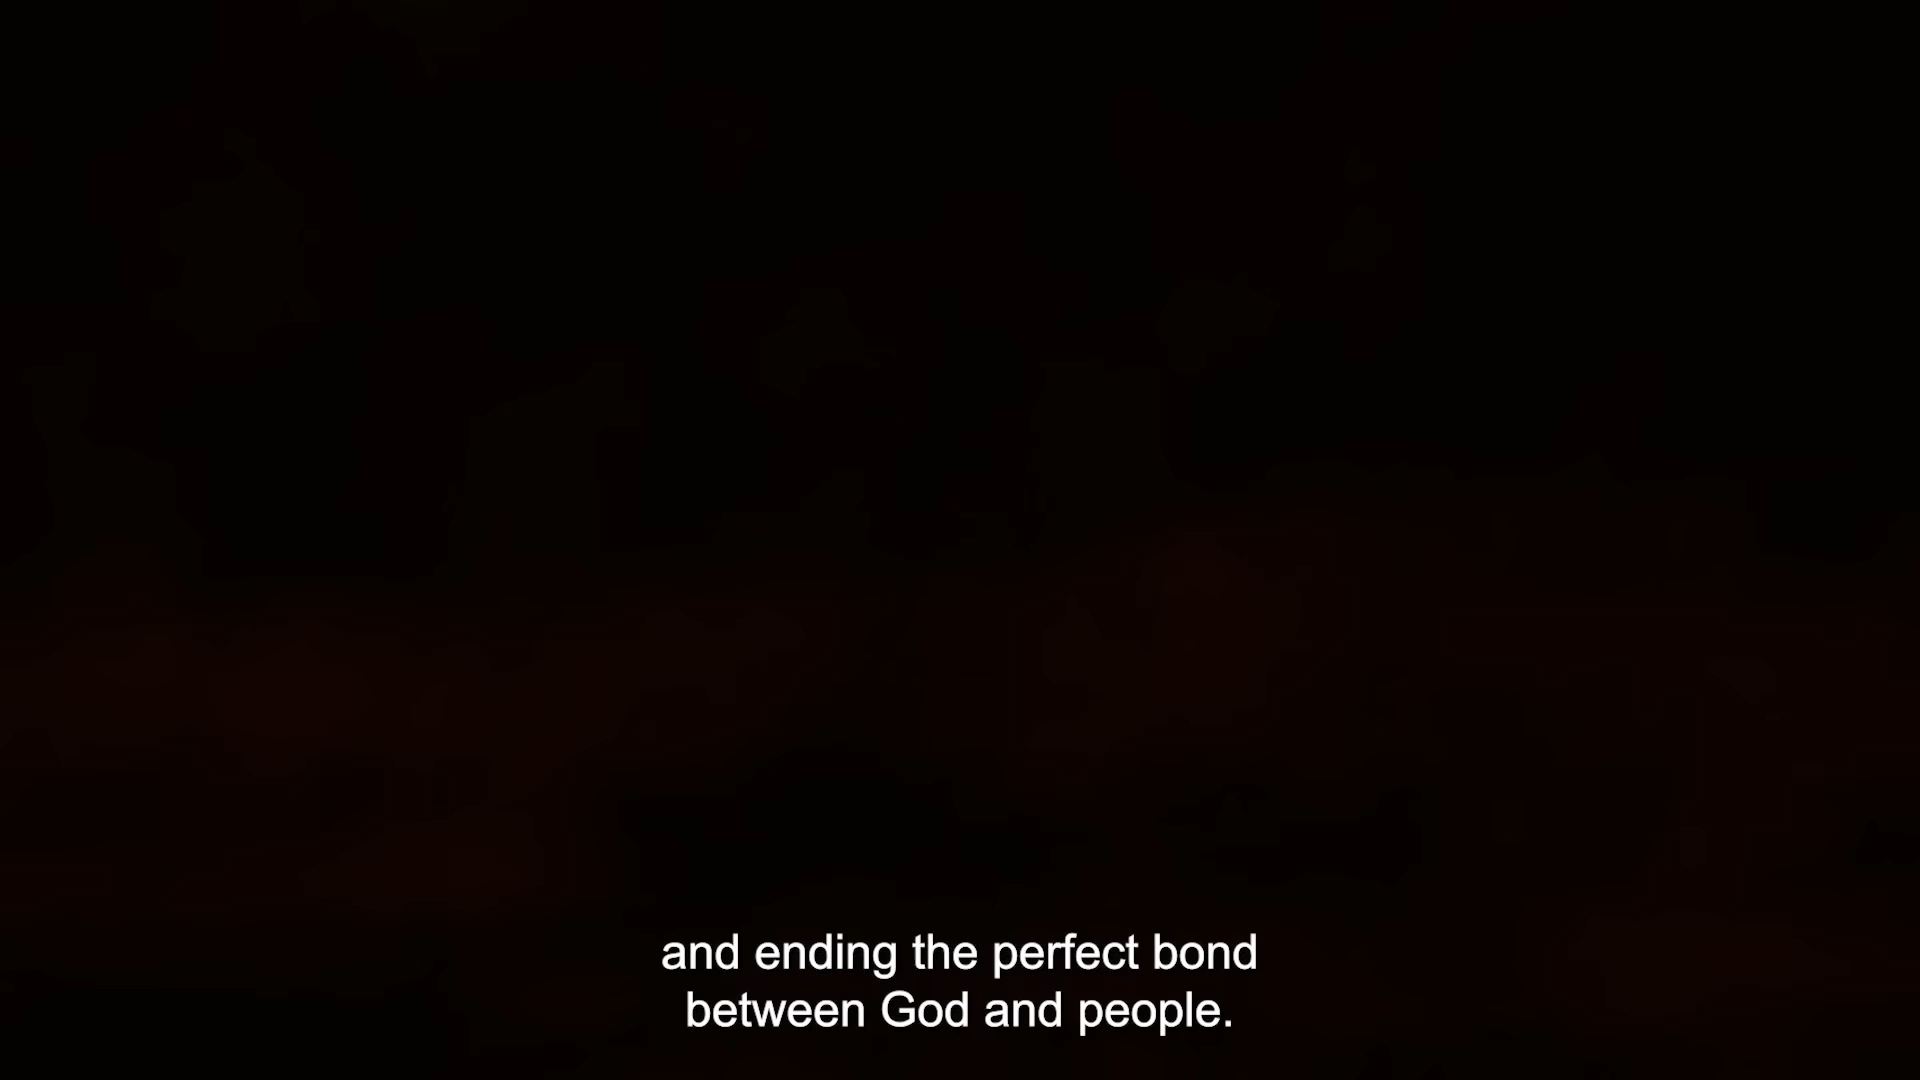 and ending the perfect bond
between God and people.